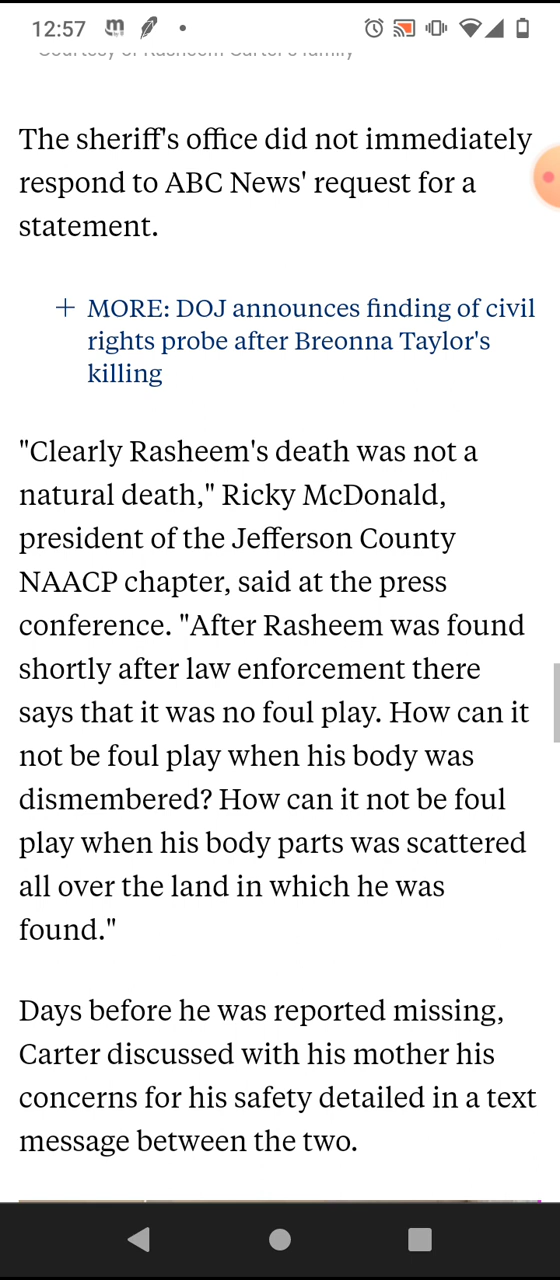 12:57
Courtesy of Rasheem Carter's family
The sheriff's office did not immediately
respond to ABC News' request for a
statement.
+ MORE: DOJ announces finding of civil
rights probe after Breonna Taylor's
killing
"Clearly Rasheem's death was not a
natural death," Ricky McDonald,
president of the Jefferson County
NAACP chapter, said at the press
conference. "After Rasheem was found
shortly after law enforcement there
says that it was no foul play. How can it
not be foul play when his body was
dismembered? How can it not be foul
play when his body parts was scattered
all over the land in which he was
found."
Days before he was reported missing,
Carter discussed with his mother his
concerns for his safety detailed in a text
message between the two.